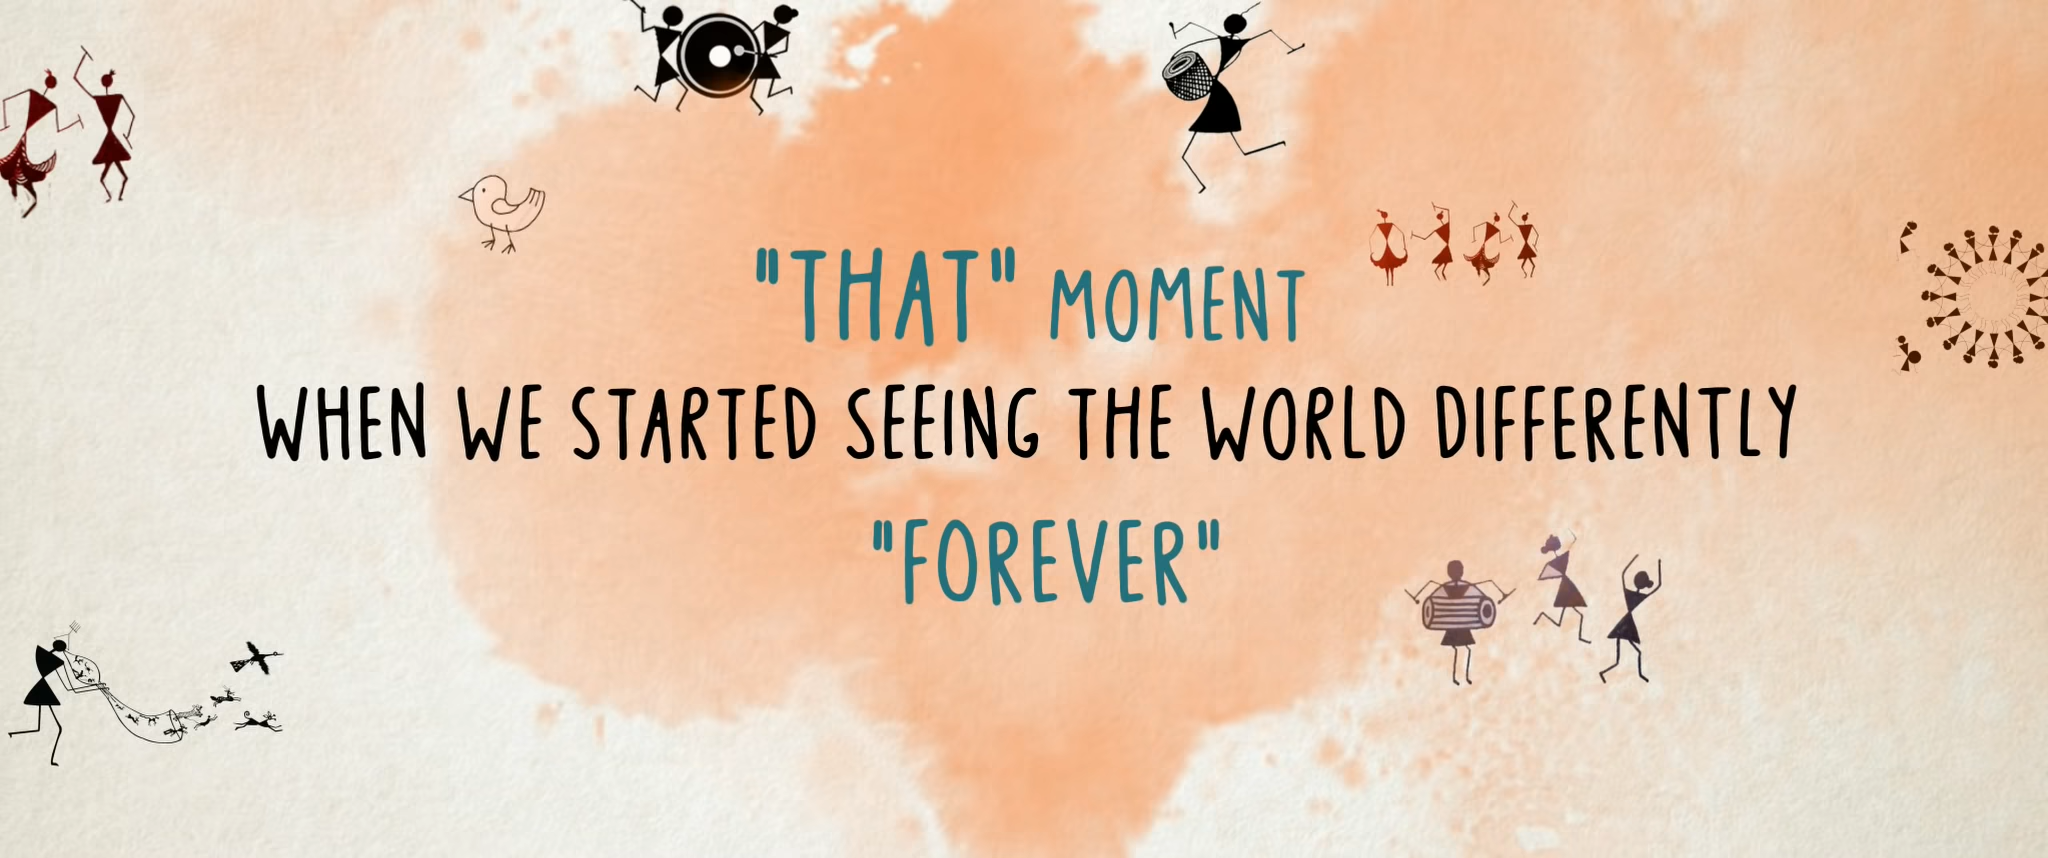 "THAT" MOMENT
WHEN WE STARTED SEEING THE WORLD DIFFERENTLY
"FOREVER"